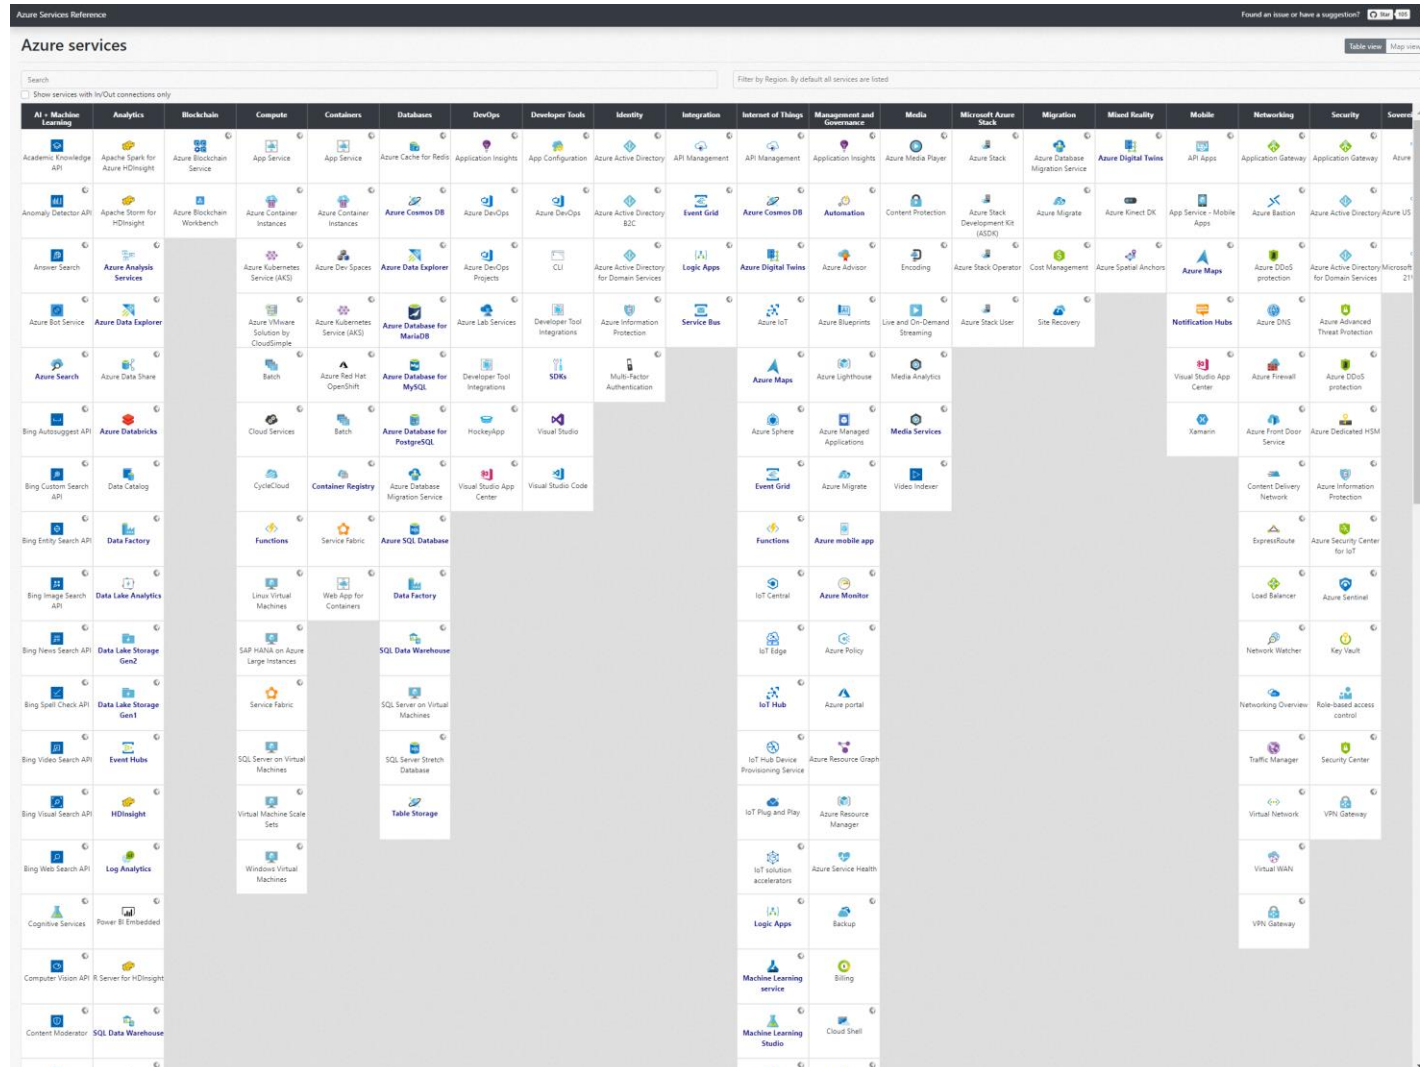 Azure Services Reference
Found an issue or have a suggestion? Star 105
Azure services
Table view Map view
Search
Filter by Region. By default all services are listed
Show services with In/Out connections only
AI + Machine Learning
Academic Knowledge API
Anomaly Detector API
Answer Search
Azure Bot Service
Azure Search
Bing Autosuggest API
Bing Custom Search API
Bing Entity Search API
Bing Image Search API
Bing News Search API
Bing Spell Check API
Bing Video Search API
Bing Visual Search API
Bing Web Search API
Cognitive Services
Computer Vision API
Content Moderator
Analytics
Apache Spark for Azure HDInsight
Apache Storm for HDInsight
Azure Analysis Services
Azure Data Explorer
Azure Data Share
Azure Databricks
Data Catalog
Data Factory
Data Lake Analytics
Data Lake Storage Gen2
Data Lake Storage Gen1
Event Hubs
HDInsight
Log Analytics
Power BI Embedded
R Server for HDInsight
SQL Data Warehouse
Blockchain
Azure Blockchain Service
Azure Blockchain Workbench
Compute
App Service
Azure Container Instances
Azure Kubernetes Service (AKS)
Azure VMware Solution by CloudSimple
Batch
Cloud Services
CycleCloud
Functions
Linux Virtual Machines
SAP HANA on Azure Large Instances
Service Fabric
SQL Server on Virtual Machines
Virtual Machine Scale Sets
Windows Virtual Machines
Containers
App Service
Azure Container Instances
Azure Dev Spaces
Azure Kubernetes Service (AKS)
Azure Red Hat OpenShift
Batch
Container Registry
Service Fabric
Web App for Containers
Databases
Azure Cache for Redis
Azure Cosmos DB
Azure Data Explorer
Azure Database for MariaDB
Azure Database for MySQL
Azure Database for PostgreSQL
Azure Database Migration Service
Azure SQL Database
Data Factory
SQL Data Warehouse
SQL Server on Virtual Machines
SQL Server Stretch Database
Table Storage
DevOps
Application Insights
Azure DevOps
Azure DevOps Projects
Azure Lab Services
Developer Tool Integrations
HockeyApp
Visual Studio App Center
Developer Tools
App Configuration
Azure DevOps
CLI
Developer Tool Integrations
SDKs
Visual Studio
Visual Studio Code
Identity
Azure Active Directory
Azure Active Directory B2C
Azure Active Directory for Domain Services
Azure Information Protection
Multi-Factor Authentication
Integration
API Management
Event Grid
Logic Apps
Service Bus
Internet of Things
API Management
Azure Cosmos DB
Azure Digital Twins
Azure IoT
Azure Maps
Azure Sphere
Event Grid
Functions
IoT Central
IoT Edge
IoT Hub
IoT Hub Device Provisioning Service
IoT Plug and Play
IoT solution accelerators
Logic Apps
Machine Learning service
Machine Learning Studio
Management and Governance
Application Insights
Automation
Azure Advisor
Azure Blueprints
Azure Lighthouse
Azure Managed Applications
Azure Migrate
Azure mobile app
Azure Monitor
Azure Policy
Azure portal
Azure Resource Graph
Azure Resource Manager
Azure Service Health
Backup
Billing
Cloud Shell
Media
Azure Media Player
Content Protection
Encoding
Live and On-Demand Streaming
Media Analytics
Media Services
Video Indexer
Microsoft Azure Stack
Azure Stack
Azure Stack Development Kit (ASDK)
Azure Stack Operator
Azure Stack User
Migration
Azure Database Migration Service
Azure Migrate
Cost Management
Site Recovery
Mixed Reality
Azure Digital Twins
Azure Kinect DK
Azure Spatial Anchors
Mobile
API Apps
App Service - Mobile Apps
Azure Maps
Notification Hubs
Visual Studio App Center
Xamarin
Networking
Application Gateway
Azure Bastion
Azure DDoS protection
Azure DNS
Azure Firewall
Azure Front Door Service
Content Delivery Network
ExpressRoute
Load Balancer
Network Watcher
Networking Overview
Traffic Manager
Virtual Network
Virtual WAN
VPN Gateway
Security
Application Gateway
Azure Active Directory
Azure Active Directory for Domain Services
Azure Advanced Threat Protection
Azure DDoS protection
Azure Dedicated HSM
Azure Information Protection
Azure Security Center for IoT
Azure Sentinel
Key Vault
Role-based access control
Security Center
VPN Gateway
Soverei
Azure
Azure US
Microsoft